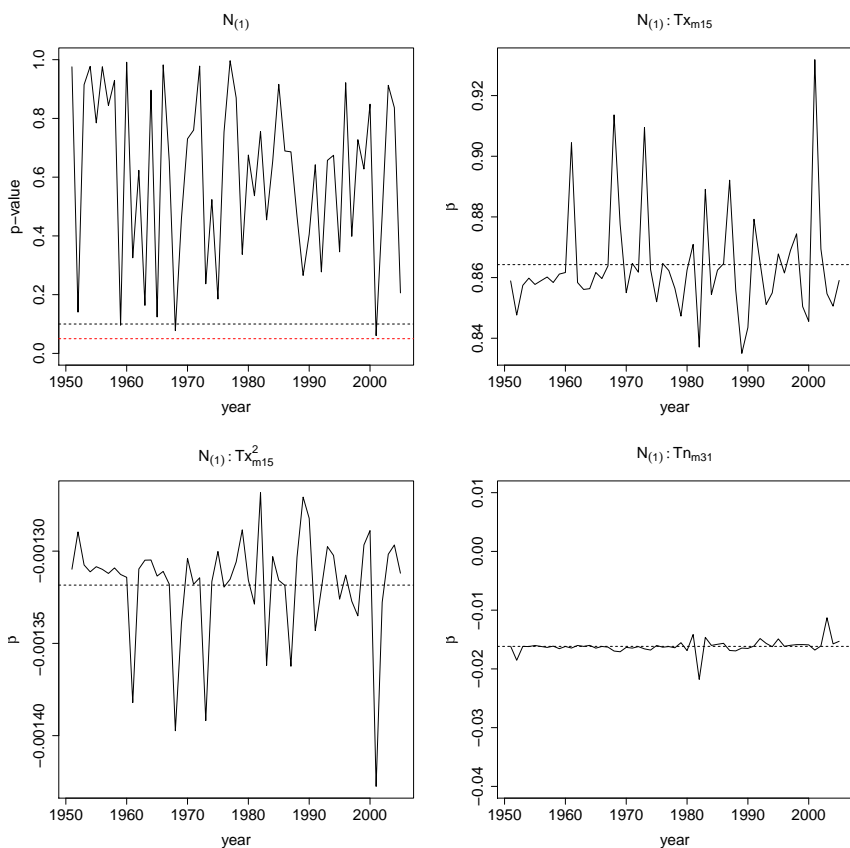 N(1)
p−value
0.0 0.2 0.4 0.6 0.8 1.0
1950 1960 1970 1980 1990 2000
year
N(1) : Txm15
p
0.84 0.86 0.88 0.90 0.92
1950 1960 1970 1980 1990 2000
year
N(1) : Tx²m15
p
−0.00140 −0.00135 −0.00130
1950 1960 1970 1980 1990 2000
year
N(1) : Tnm31
p
−0.04 −0.03 −0.02 −0.01 0.00 0.01
1950 1960 1970 1980 1990 2000
year